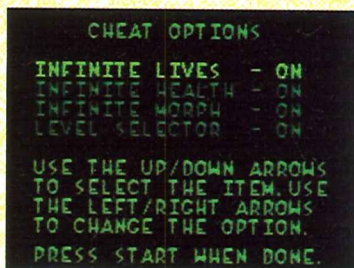 CHEAT OPTIONS
INFINITE LIVES - ON
INFINITE HEALTH - ON
INFINITE MORPH - ON
LEVEL SELECTOR - ON
USE THE UP/DOWN ARROWS
TO SELECT THE ITEM. USE
THE LEFT/RIGHT ARROWS
TO CHANGE THE OPTION.
PRESS START WHEN DONE.